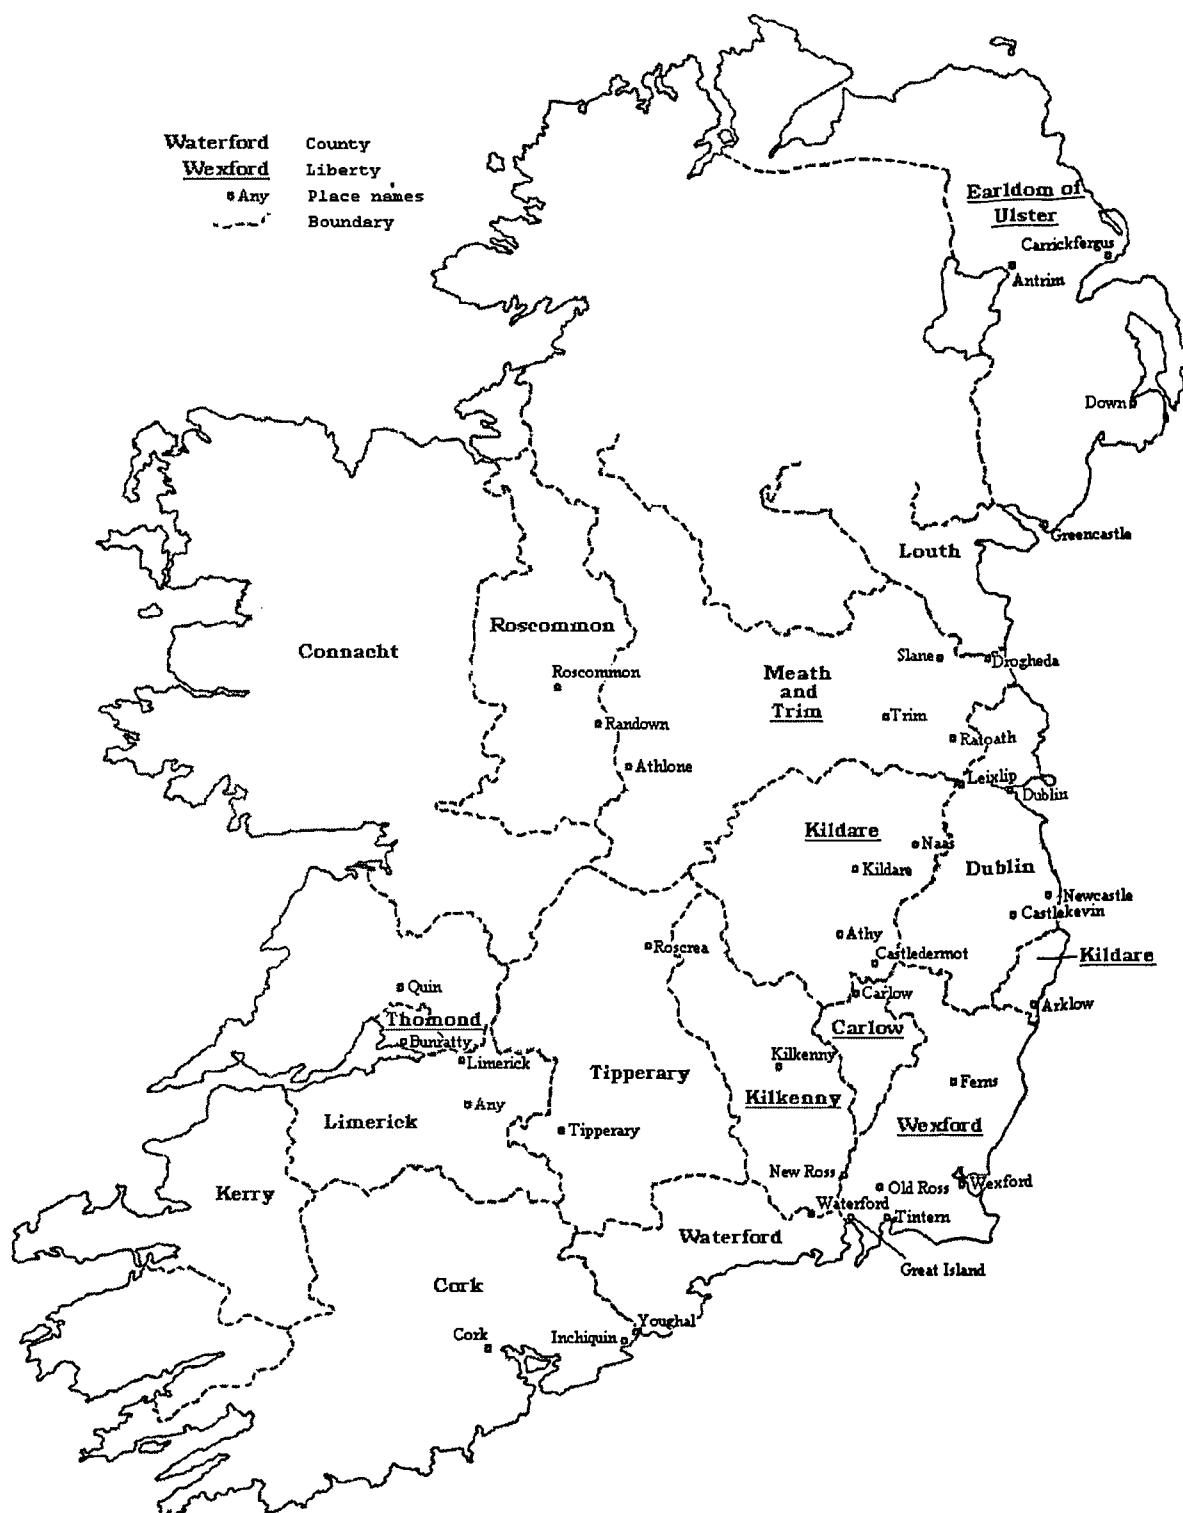 Waterford County
Wexford Liberty
Any Place names
Boundary
Earldom of
Ulster
Carrickfergus
Antrim
Down
Greencastle
Louth
Roscommon
Connacht
Slane
Drogheda
Roscommon
Meath
and
Trim
Trim
Randown
Ratoath
Athlone
Leixlip
Dublin
Kildare
Naas
Kildare
Dublin
Newcastle
Castlekevin
Athy
Roscrea
Castledermot
Kildare
Quin
Carlow
Arklow
Thomond
Carlow
Bunratty
Limerick
Kilkenny
Tipperary
Ferns
Kilkenny
Any
Limerick
Tipperary
Wexford
New Ross
Kerry
Old Ross
Wexford
Waterford
Tintern
Waterford
Great Island
Cork
Youghal
Cork
Inchiquin